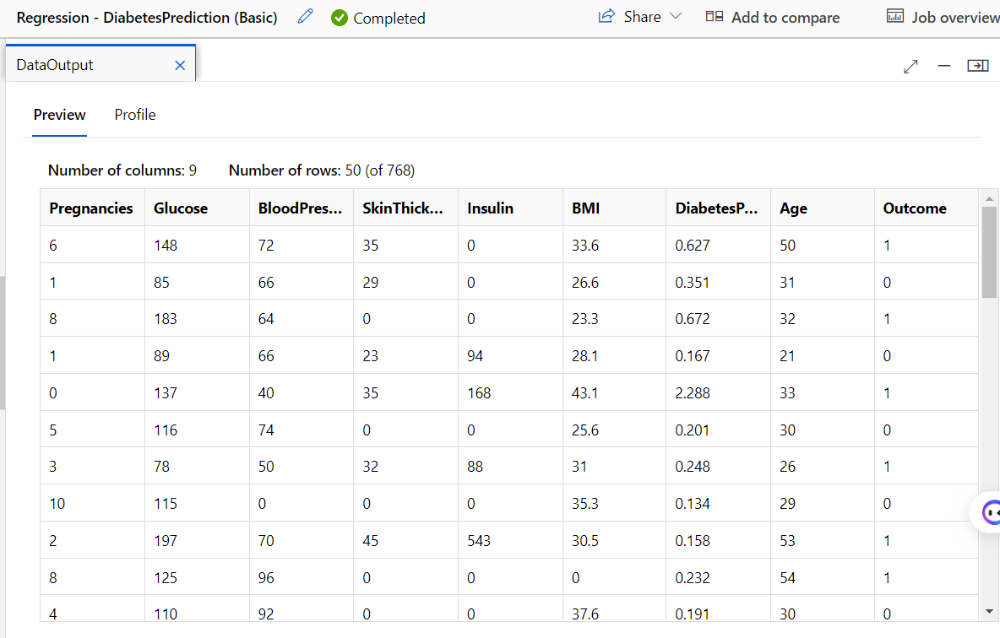 Regression - DiabetesPrediction (Basic) Completed Share Add to compare Job overview
DataOutput
Preview Profile
Number of columns: 9 Number of rows: 50 (of 768)
Pregnancies Glucose BloodPres... SkinThick... Insulin BMI DiabetesP... Age Outcome
6 148 72 35 0 33.6 0.627 50 1
1 85 66 29 0 26.6 0.351 31 0
8 183 64 0 0 23.3 0.672 32 1
1 89 66 23 94 28.1 0.167 21 0
0 137 40 35 168 43.1 2.288 33 1
5 116 74 0 0 25.6 0.201 30 0
3 78 50 32 88 31 0.248 26 1
10 115 0 0 0 35.3 0.134 29 0
2 197 70 45 543 30.5 0.158 53 1
8 125 96 0 0 0 0.232 54 1
4 110 92 0 0 37.6 0.191 30 0